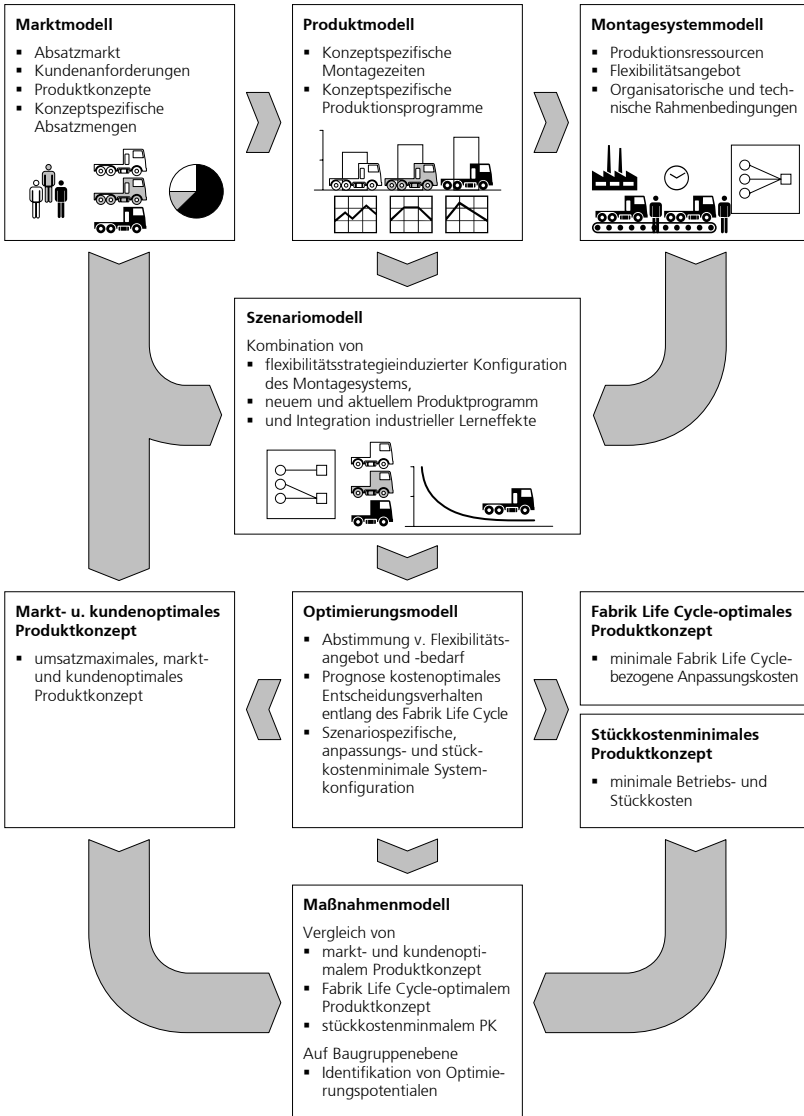 Marktmodell
▪ Absatzmarkt
▪ Kundenanforderungen
▪ Produktkonzepte
▪ Konzeptspezifische
Absatzmengen
Produktmodell
▪ Konzeptspezifische
Montagezeiten
▪ Konzeptspezifische
Produktionsprogramme
Montagesystemmodell
▪ Produktionsressourcen
▪ Flexibilitätsangebot
▪ Organisatorische und tech-
nische Rahmenbedingungen
Szenariomodell
Kombination von
▪ flexibilitätsstrategieinduzierter Konfiguration
des Montagesystems,
▪ neuem und aktuellem Produktprogramm
▪ und Integration industrieller Lerneffekte
Markt- u. kundenoptimales
Produktkonzept
▪ umsatzmaximales, markt-
und kundenoptimales
Produktkonzept
Optimierungsmodell
▪ Abstimmung v. Flexibilitäts-
angebot und -bedarf
▪ Prognose kostenoptimales
Entscheidungsverhalten
entlang des Fabrik Life Cycle
▪ Szenariospezifische,
anpassungs- und stück-
kostenminimale System-
konfiguration
Fabrik Life Cycle-optimales
Produktkonzept
▪ minimale Fabrik Life Cycle-
bezogene Anpassungskosten
Stückkostenminimales
Produktkonzept
▪ minimale Betriebs- und
Stückkosten
Maßnahmenmodell
Vergleich von
▪ markt- und kundenopti-
malem Produktkonzept
▪ Fabrik Life Cycle-optimalem
Produktkonzept
▪ stückkostenminmalem PK
Auf Baugruppenebene
▪ Identifikation von Optimie-
rungspotentialen